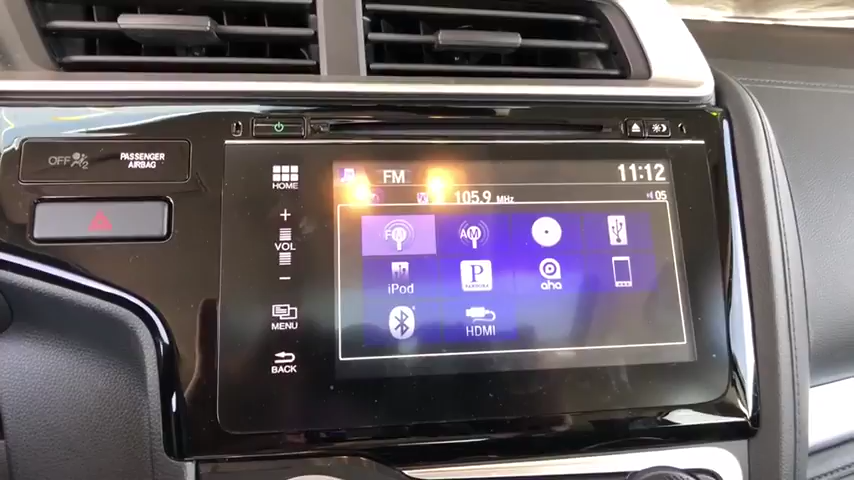 OFF 2
PASSENGER
AIRBAG
HOME
VOL
MENU
BACK
FM
11:12
105.9 MHz
05
FM
AM
iPod
P
PANDORA
aha
HDMI